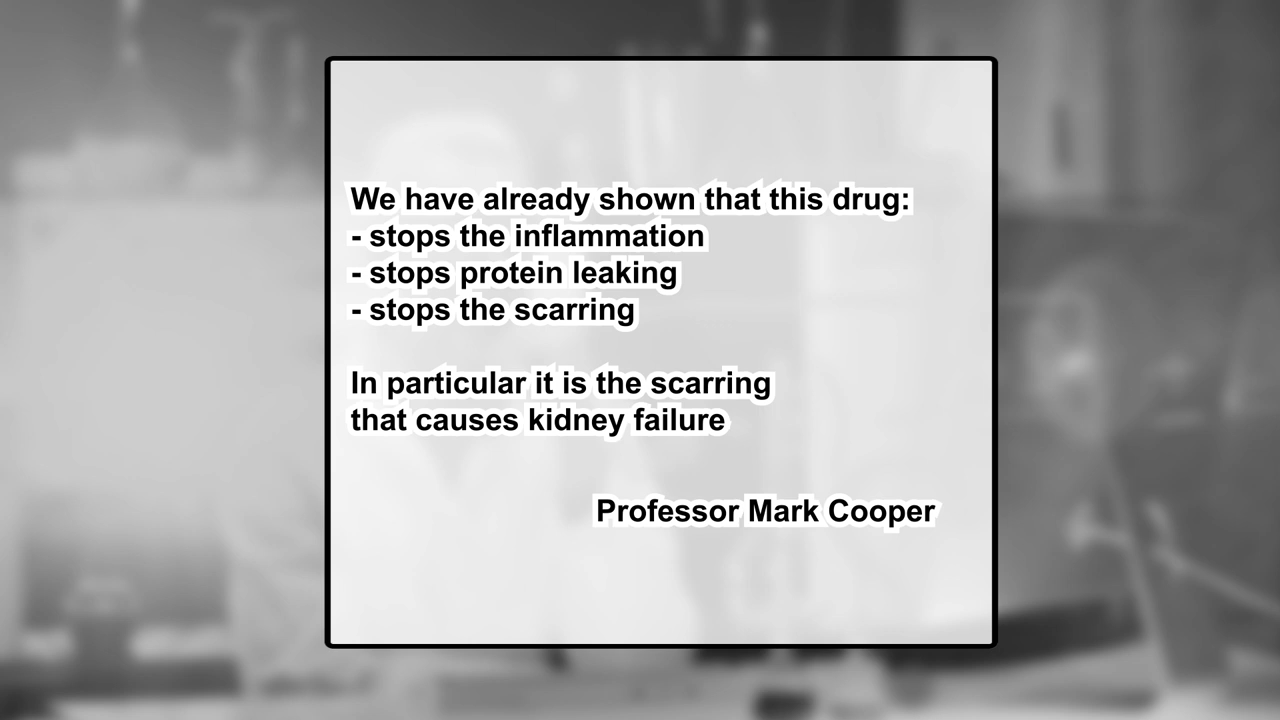 We have already shown that this drug:
- stops the inflammation
- stops protein leaking
- stops the scarring
In particular it is the scarring
that causes kidney failure
Professor Mark Cooper